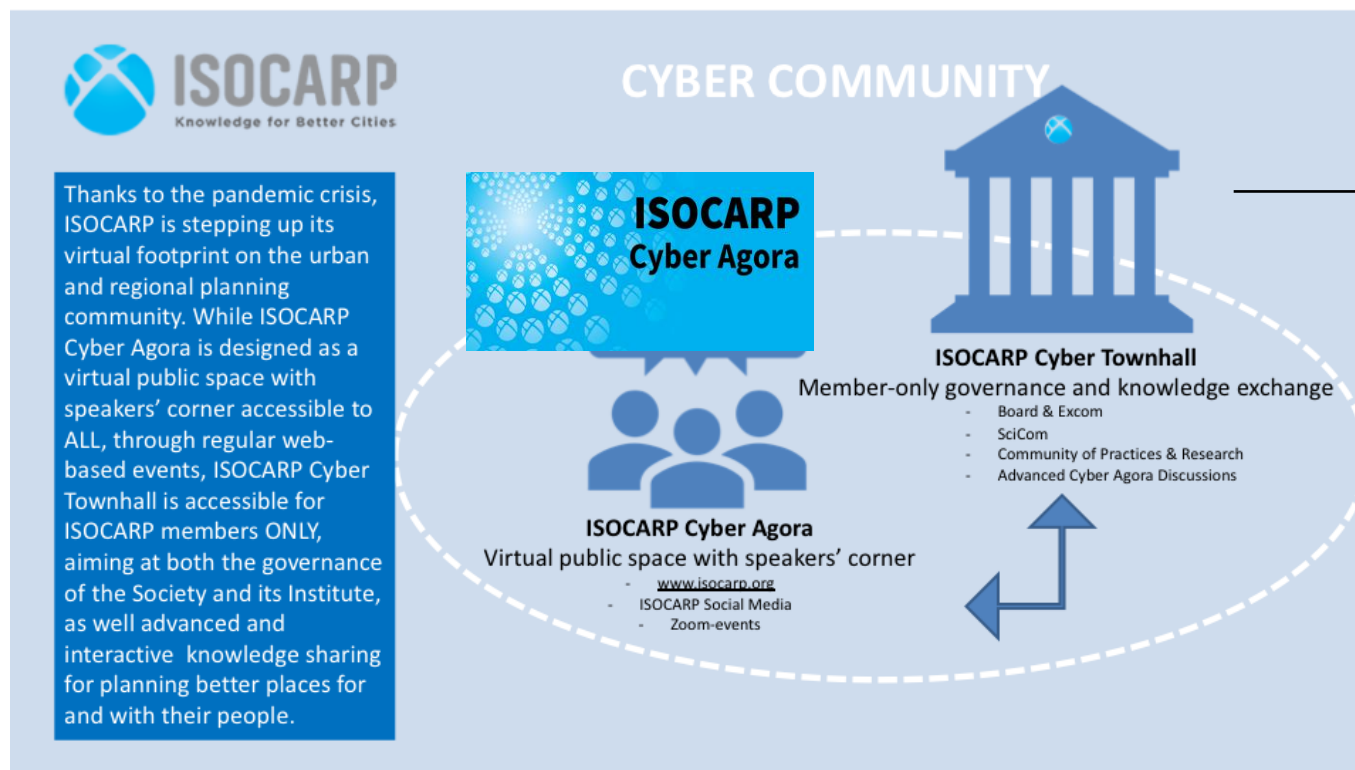 ISOCARP
Knowledge for Better Cities
CYBER COMMUNITY
Thanks to the pandemic crisis,
ISOCARP is stepping up its
virtual footprint on the urban
and regional planning
community. While ISOCARP
Cyber Agora is designed as a
virtual public space with
speakers’ corner accessible to
ALL, through regular web-
based events, ISOCARP Cyber
Townhall is accessible for
ISOCARP members ONLY,
aiming at both the governance
of the Society and its Institute,
as well advanced and
interactive knowledge sharing
for planning better places for
and with their people.
ISOCARP
Cyber Agora
ISOCARP Cyber Agora
Virtual public space with speakers’ corner
- www.isocarp.org
- ISOCARP Social Media
- Zoom-events
ISOCARP Cyber Townhall
Member-only governance and knowledge exchange
- Board & Excom
- SciCom
- Community of Practices & Research
- Advanced Cyber Agora Discussions